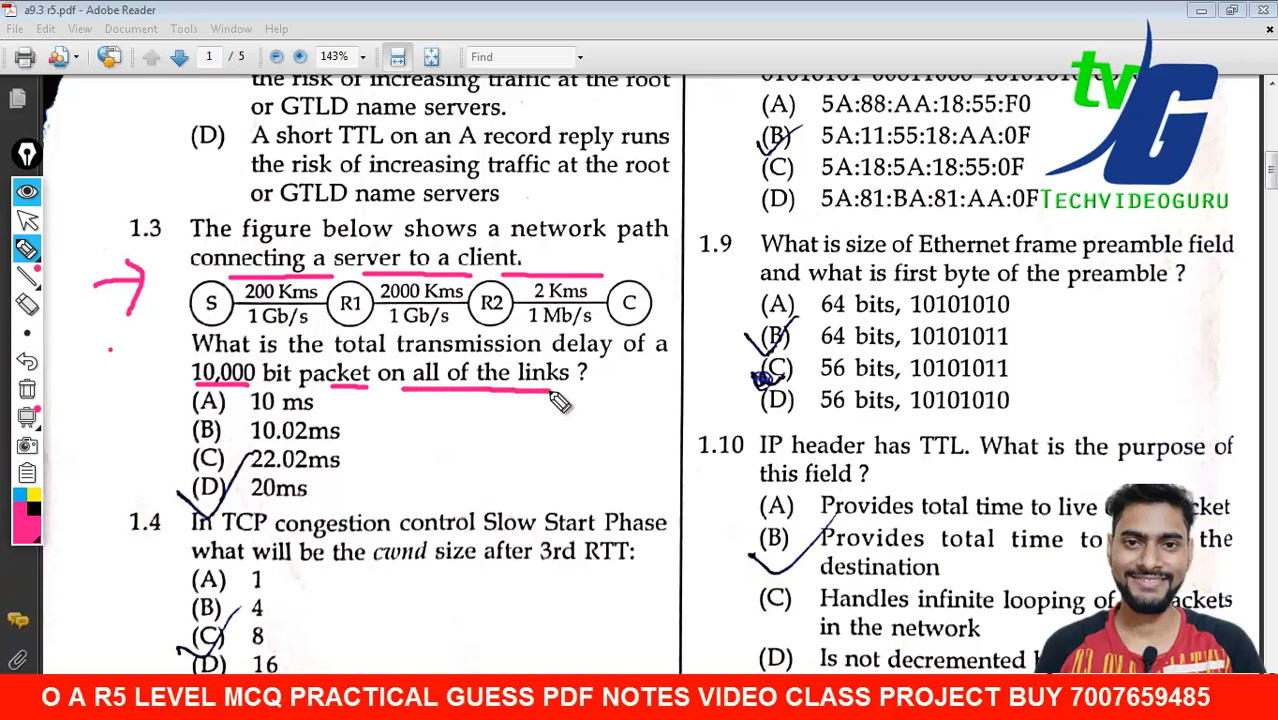 a9.3 r5.pdf - Adobe Reader
File Edit View Document Tools Window Help
1 / 5 143% Find
the risk of increasing traffic at the root
or GTLD name servers.
(D) A short TTL on an A record reply runs
the risk of increasing traffic at the root
or GTLD name servers
1.3 The figure below shows a network path
connecting a server to a client.
S 200 Kms R1 2000 Kms R2 2 Kms C
1 Gb/s 1 Gb/s 1 Mb/s
What is the total transmission delay of a
10,000 bit packet on all of the links ?
(A) 10 ms
(B) 10.02ms
(C) 22.02ms
(D) 20ms
1.4 In TCP congestion control Slow Start Phase
what will be the cwnd size after 3rd RTT:
(A) 1
(B) 4
(C) 8
(D) 16
(A) 5A:88:AA:18:55:F0
(B) 5A:11:55:18:AA:0F
(C) 5A:18:5A:18:55:0F
(D) 5A:81:BA:81:AA:0F
1.9 What is size of Ethernet frame preamble field
and what is first byte of the preamble ?
(A) 64 bits, 10101010
(B) 64 bits, 10101011
(C) 56 bits, 10101011
(D) 56 bits, 10101010
1.10 IP header has TTL. What is the purpose of
this field ?
(A) Provides total time to live
(B) Provides total time to the
destination
(C) Handles infinite looping of
in the network
(D) Is not decremented
tvG
TECHVIDEOGURU
O A R5 LEVEL MCQ PRACTICAL GUESS PDF NOTES VIDEO CLASS PROJECT BUY 7007659485